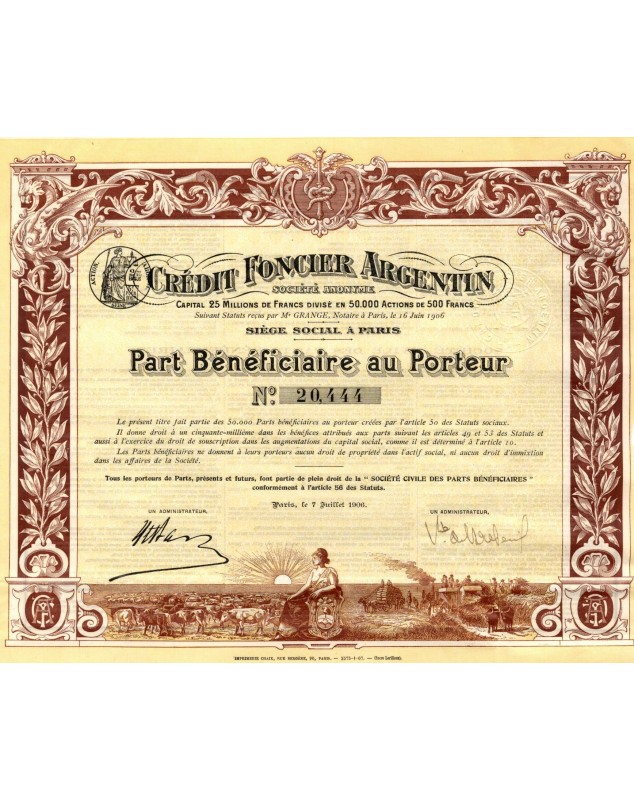 CRÉDIT FONCIER ARGENTIN
SOCIÉTÉ ANONYME
CAPITAL 25 MILLIONS DE FRANCS DIVISÉ EN 50.000 ACTIONS DE 500 FRANCS
Suivant Statuts reçus par Me GRANGE, Notaire à Paris, le 16 Juin 1906
SIÈGE SOCIAL À PARIS
Part Bénéficiaire au Porteur
No 20,444
Le présent titre fait partie des 50.000 Parts bénéficiaires au porteur créées par l'article 50 des Statuts sociaux.
Il donne droit à un cinquante-millième dans les bénéfices attribués aux parts suivant les articles 49 et 53 des Statuts et
aussi à l'exercice du droit de souscription dans les augmentations du capital social, comme il est déterminé à l'article 10.
Les Parts bénéficiaires ne donnent à leurs porteurs aucun droit de propriété dans l'actif social, ni aucun droit d'immixtion
dans les affaires de la Société.
Tous les porteurs de Parts, présents et futurs, font partie de plein droit de la "SOCIÉTÉ CIVILE DES PARTS BÉNÉFICIAIRES"
conformément à l'article 56 des Statuts.
Paris, le 7 Juillet 1906.
UN ADMINISTRATEUR,
UN ADMINISTRATEUR,
IMPRIMERIE CHAIX, RUE BERGÈRE, 20, PARIS.